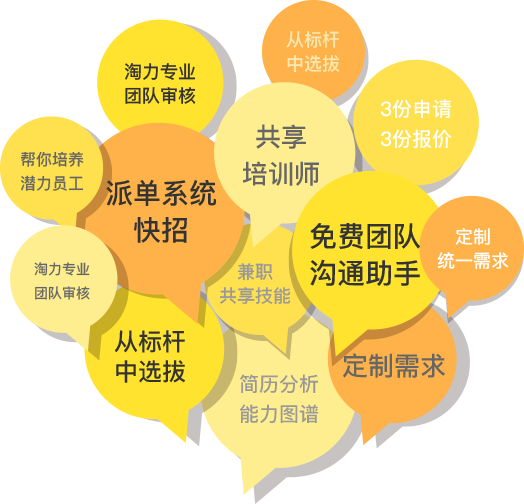 从标杆
中选拔
淘力专业
团队审核
3份申请
3份报价
共享
培训师
帮你培养
潜力员工
派单系统
快招
免费团队
沟通助手
定制
统一需求
淘力专业
团队审核
兼职
共享技能
从标杆
中选拔
定制需求
简历分析
能力图谱